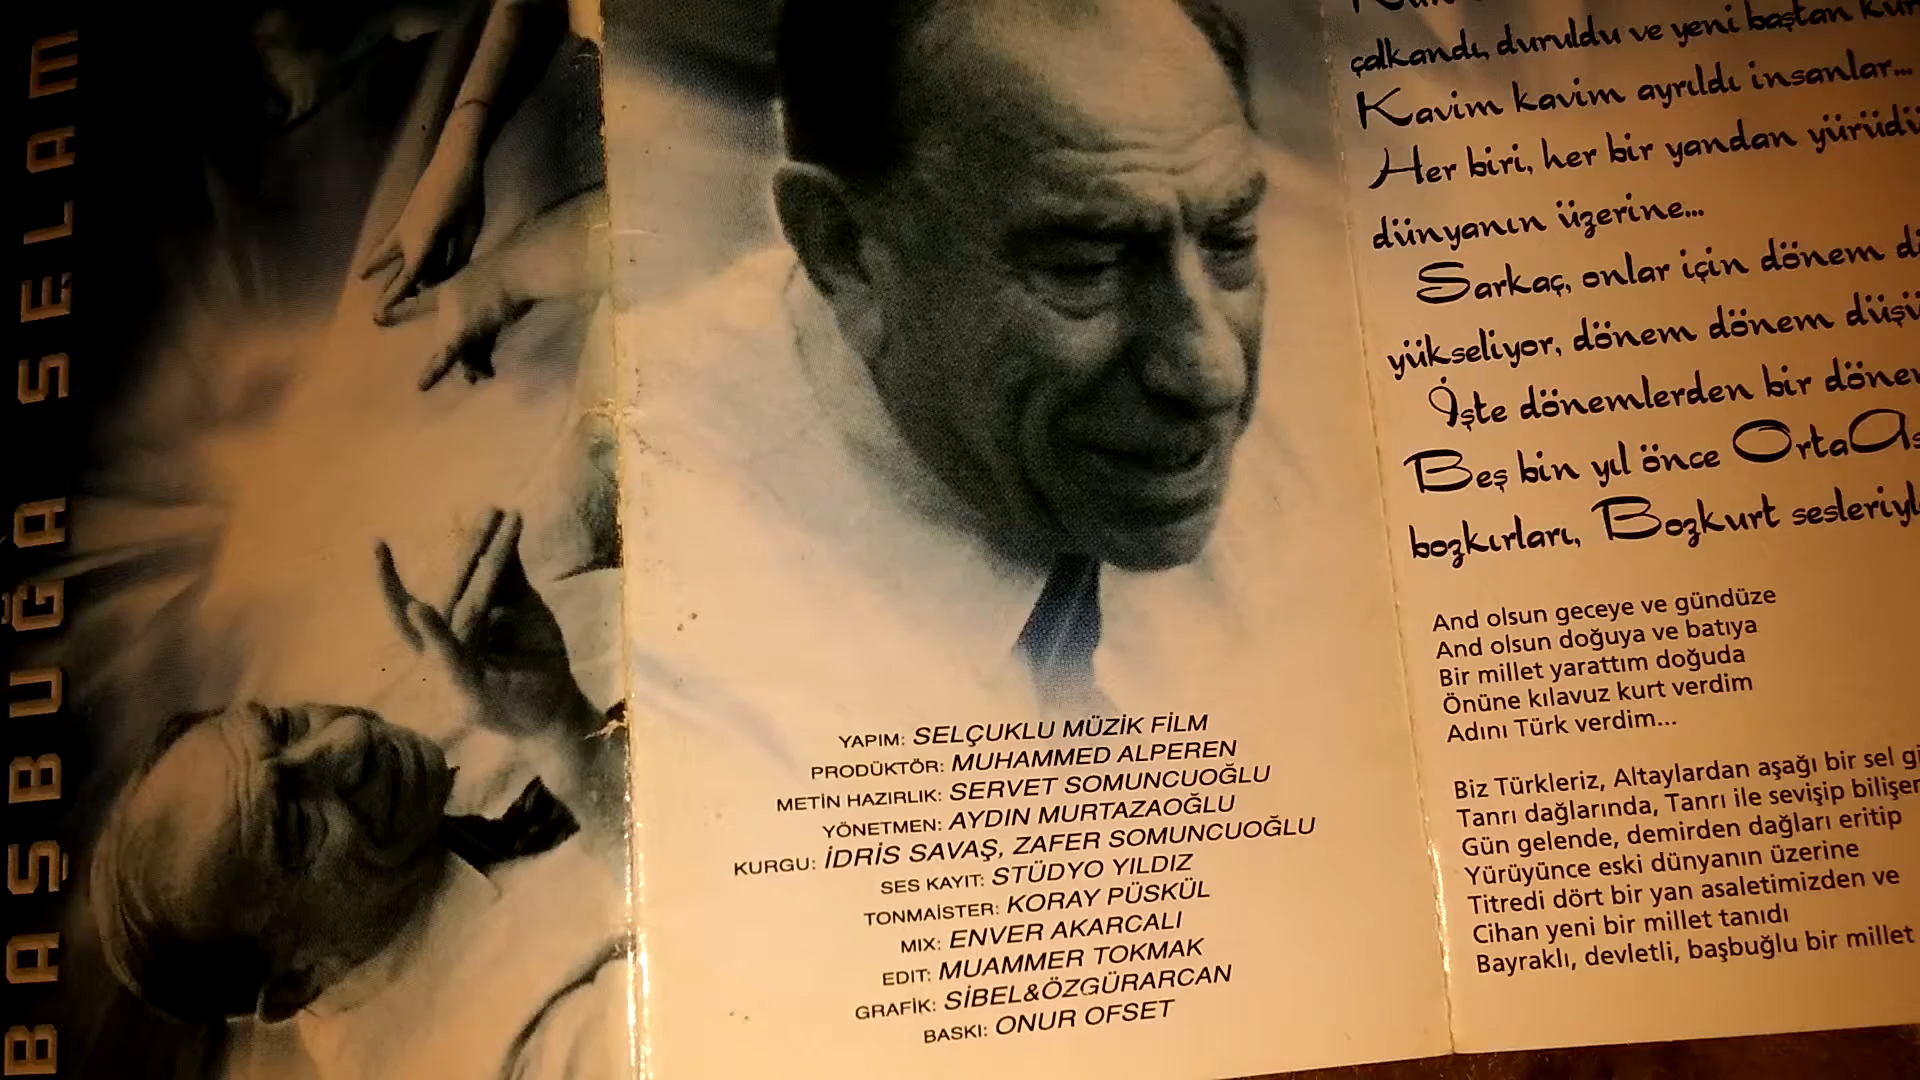 BAŞBUĞA SELAM
YAPIM: SELÇUKLU MÜZİK FİLM
PRODÜKTÖR: MUHAMMED ALPEREN
METİN HAZIRLIK: SERVET SOMUNCUOĞLU
YÖNETMEN: AYDIN MURTAZAOĞLU
KURGU: İDRİS SAVAŞ, ZAFER SOMUNCUOĞLU
SES KAYIT: STÜDYO YILDIZ
TONMAİSTER: KORAY PÜSKÜL
MIX: ENVER AKARCALI
EDIT: MUAMMER TOKMAK
GRAFİK: SİBEL&ÖZGÜRARCAN
BASKI: ONUR OFSET
çalkandı, duruldu ve yeni baştan
Kavim kavim ayrıldı insanlar...
Her biri, her bir yandan
dünyanın üzerine...
Sarkaç, onlar için dönem
yükseliyor, dönem dönem
İşte dönemlerden bir
Beş bin yıl önce Orta
bozkırları, Bozkurt
And olsun geceye ve gündüze
And olsun doğuya ve batıya
Bir millet yarattım doğuda
Önüne kılavuz kurt verdim
Adını Türk verdim...
Biz Türkleriz, Altaylardan aşağı bir sel
Tanrı dağlarında, Tanrı ile sevişip
Gün gelende, demirden dağları eritip
Yürüyünce eski dünyanın üzerine
Titredi dört bir yan asaletimizden ve
Cihan yeni bir millet tanıdı
Bayraklı, devletli, başbuğlu bir millet